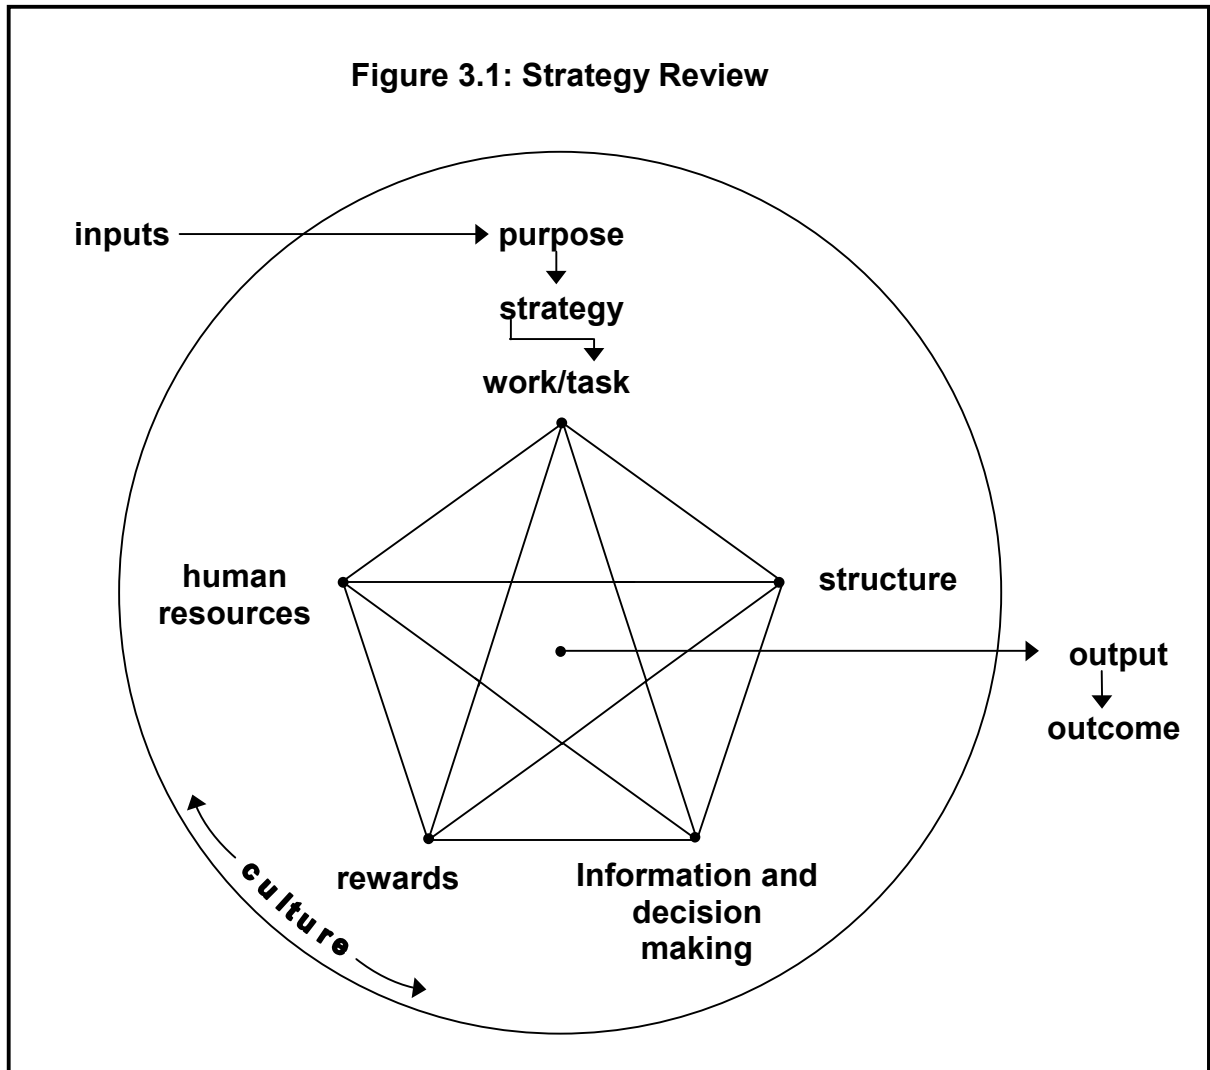 Figure 3.1: Strategy Review
inputs
purpose
strategy
work/task
human
resources
structure
output
outcome
rewards
Information and
decision
making
culture